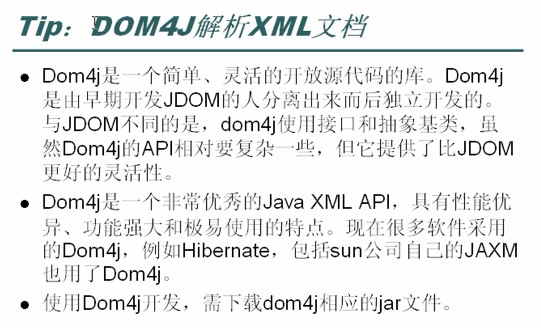 Tip：DOM4J解析XML文档
● Dom4j是一个简单、灵活的开放源代码的库。Dom4j
是由早期开发JDOM的人分离出来而后独立开发的。
与JDOM不同的是，dom4j使用接口和抽象基类，虽
然Dom4j的API相对要复杂一些，但它提供了比JDOM
更好的灵活性。
● Dom4j是一个非常优秀的Java XML API，具有性能优
异、功能强大和极易使用的特点。现在很多软件采用
的Dom4j，例如Hibernate，包括sun公司自己的JAXM
也用了Dom4j。
● 使用Dom4j开发，需下载dom4j相应的jar文件。